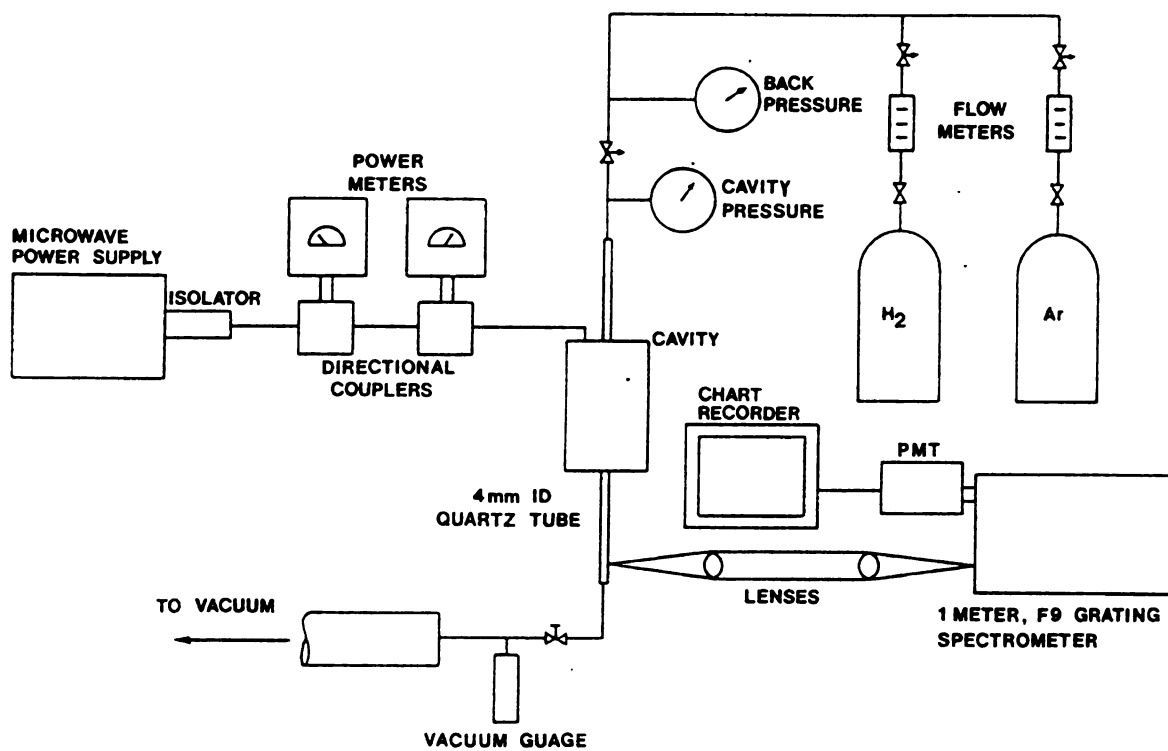 BACK
PRESSURE
FLOW
METERS
POWER
METERS
CAVITY
PRESSURE
MICROWAVE
POWER SUPPLY
ISOLATOR
H2
Ar
CAVITY
DIRECTIONAL
COUPLERS
CHART
RECORDER
PMT
4mm ID
QUARTZ TUBE
LENSES
TO VACUUM
1 METER, F9 GRATING
SPECTROMETER
VACUUM GUAGE